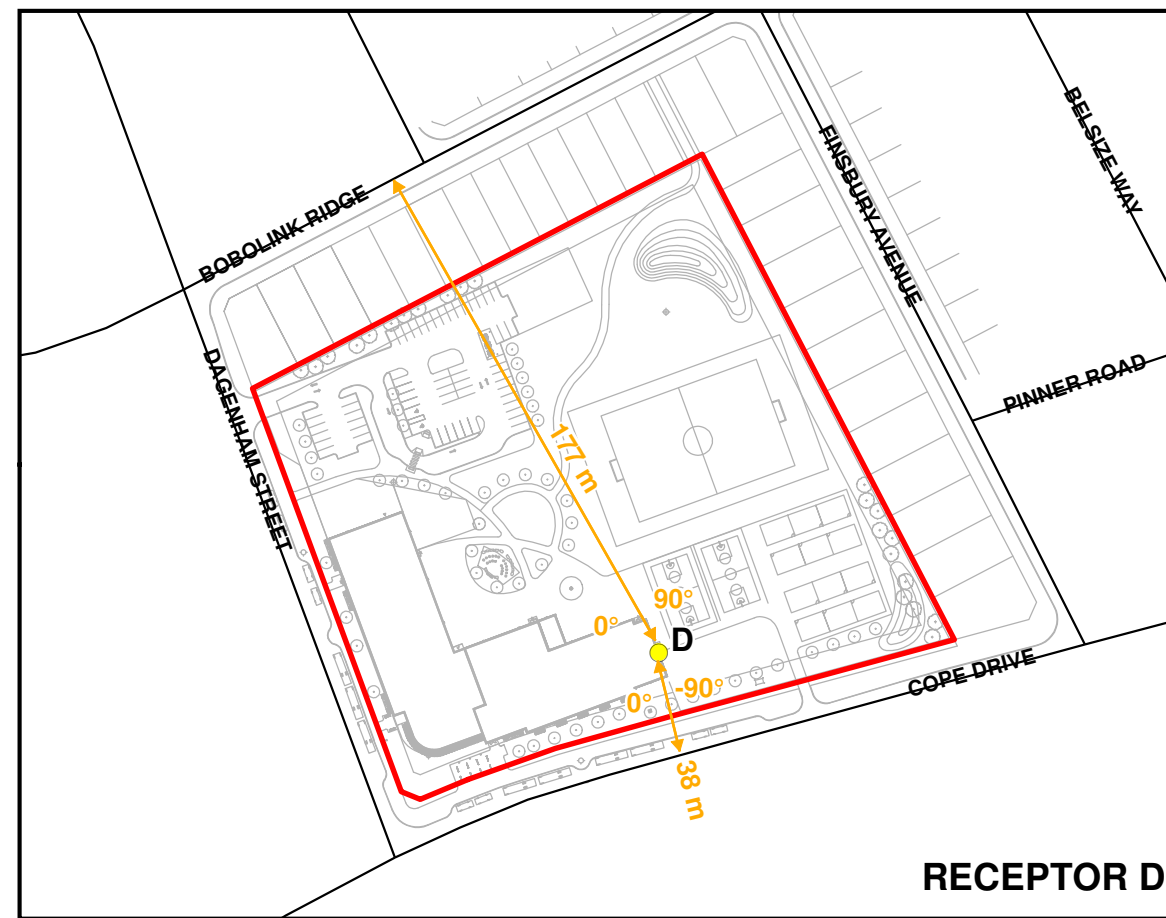 BELSIZE WAY
FINSBURY AVENUE
BOBOLINK RIDGE
DAGENHAM STREET
PINNER ROAD
177 m
90°
0°
D
-90°
0°
COPE DRIVE
38 m
RECEPTOR D